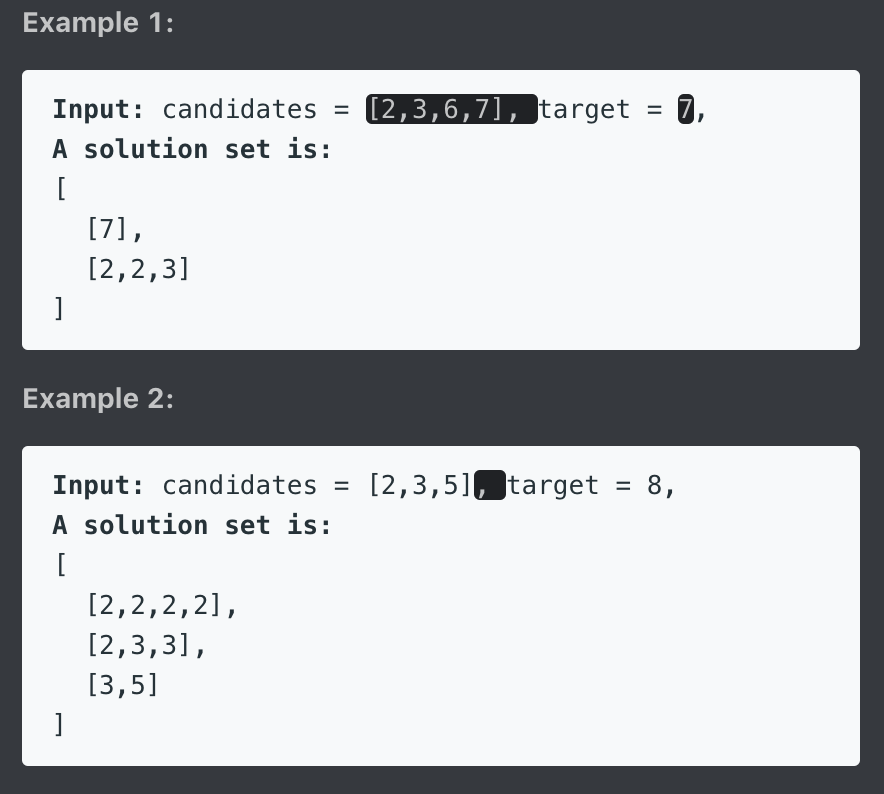 Example 1:
Input: candidates = [2,3,6,7], target = 7,
A solution set is:
[
[7],
[2,2,3]
]
Example 2:
Input: candidates = [2,3,5], target = 8,
A solution set is:
[
[2,2,2,2],
[2,3,3],
[3,5]
]